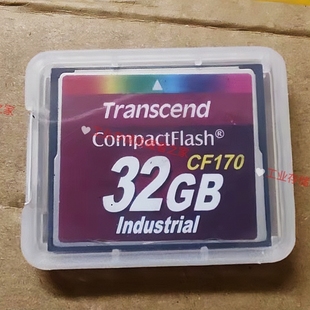 Transcend
CompactFlash®
CF170
32GB
Industrial